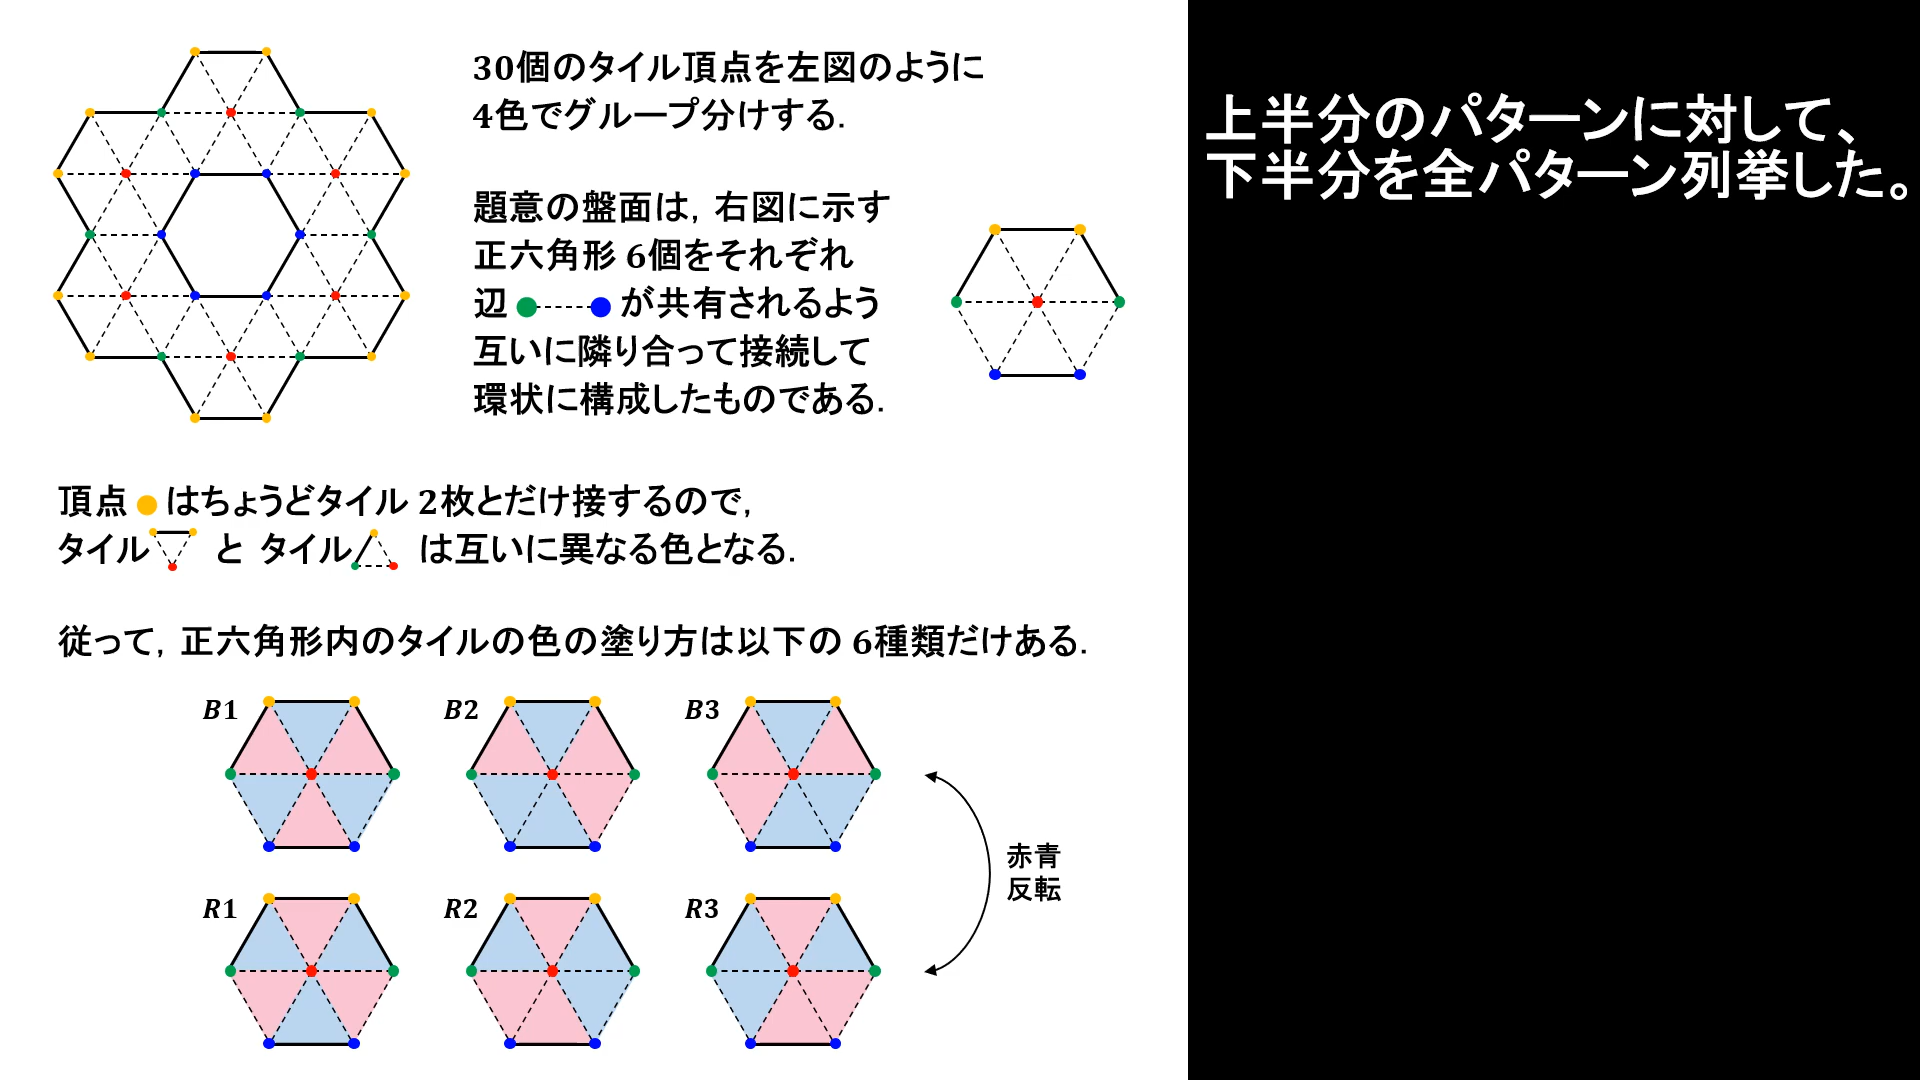 30個のタイル頂点を左図のように
4色でグループ分けする.
題意の盤面は, 右図に示す
正六角形 6個をそれぞれ
辺 が共有されるよう
互いに隣り合って接続して
環状に構成したものである.
頂点 はちょうどタイル 2枚とだけ接するので,
タイル と タイル は互いに異なる色となる.
従って, 正六角形内のタイルの色の塗り方は以下の 6種類だけある.
B1 B2 B3
赤青
反転
R1 R2 R3
上半分のパターンに対して、
下半分を全パターン列挙した。